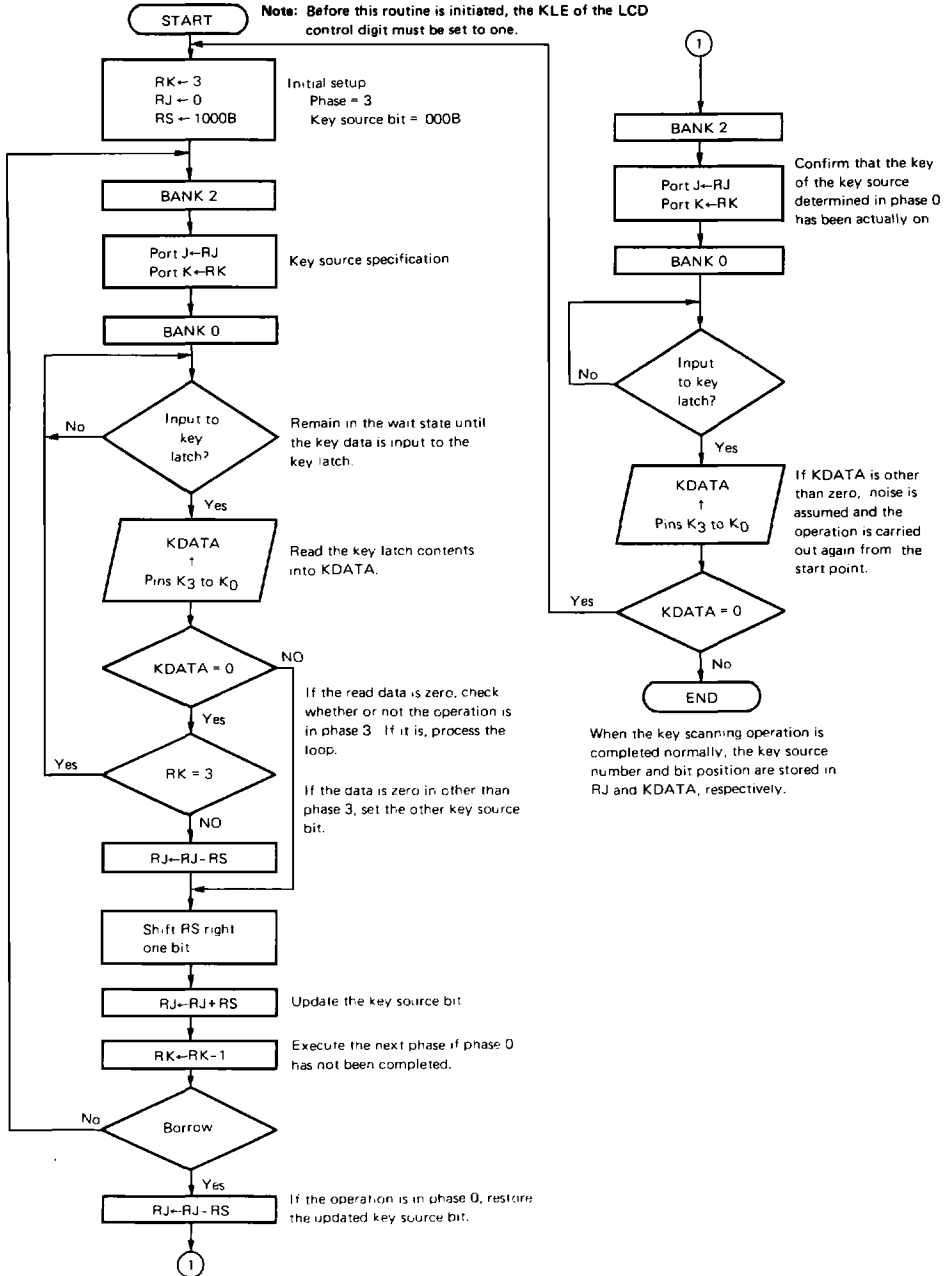 Note: Before this routine is initiated, the KLE of the LCD
control digit must be set to one.
START
RK←3
RJ←0
RS←1000B
Initial setup
Phase = 3
Key source bit = 000B
BANK 2
Port J←RJ
Port K←RK
Key source specification
BANK 0
Input to
key
latch?
No
Yes
Remain in the wait state until
the key data is input to the
key latch.
KDATA
↑
Pins K3 to K0
Read the key latch contents
into KDATA.
KDATA = 0
NO
Yes
If the read data is zero, check
whether or not the operation is
in phase 3 If it is, process the
loop.
If the data is zero in other than
phase 3, set the other key source
bit.
RK = 3
Yes
NO
RJ←RJ-RS
Shift RS right
one bit
RJ←RJ+RS
Update the key source bit
RK←RK-1
Execute the next phase if phase 0
has not been completed.
Borrow
No
Yes
RJ←RJ-RS
If the operation is in phase 0, restore
the updated key source bit.
1
1
BANK 2
Port J←RJ
Port K←RK
Confirm that the key
of the key source
determined in phase 0
has been actually on
BANK 0
Input
to key
latch?
No
Yes
KDATA
↑
Pins K3 to K0
If KDATA is other
than zero, noise is
assumed and the
operation is carried
out again from the
start point.
KDATA = 0
Yes
No
END
When the key scanning operation is
completed normally, the key source
number and bit position are stored in
RJ and KDATA, respectively.